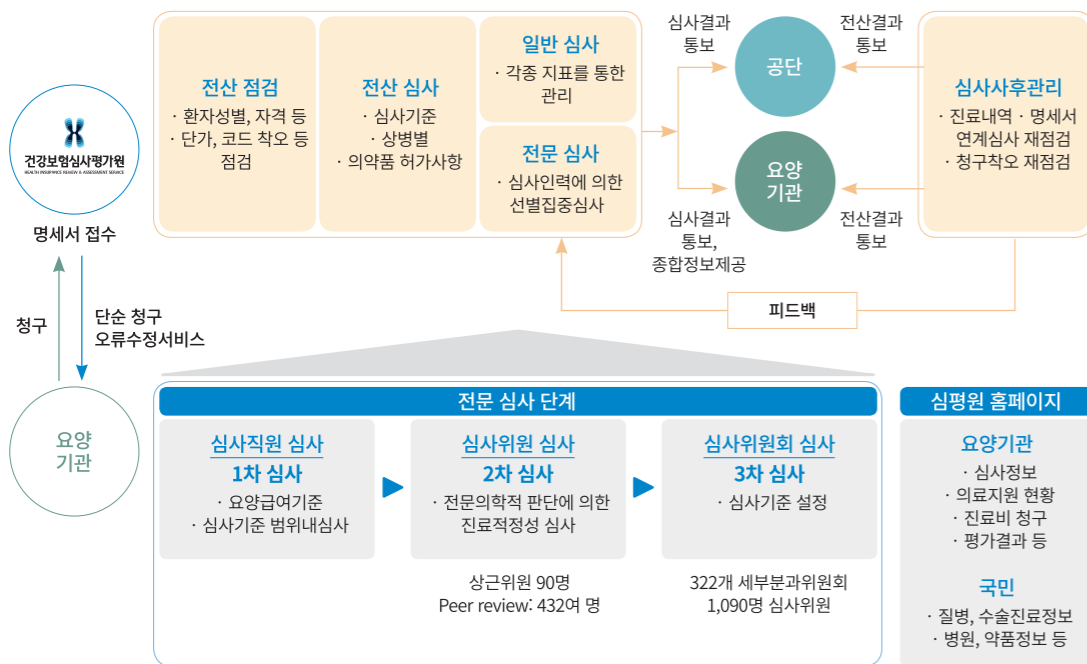 건강보험심사평가원
HEALTH INSURANCE REVIEW & ASSESSMENT SERVICE
명세서 접수
청구
단순 청구
오류수정서비스
요양
기관
전산 점검
· 환자성별, 자격 등
· 단가, 코드 착오 등
점검
전산 심사
· 심사기준
· 상병별
· 의약품 허가사항
일반 심사
· 각종 지표를 통한
관리
전문 심사
· 심사인력에 의한
선별집중심사
심사결과
통보
공단
전산결과
통보
요양
기관
심사결과
통보,
종합정보제공
전산결과
통보
심사사후관리
· 진료내역 · 명세서
연계심사 재점검
· 청구착오 재점검
피드백
전문 심사 단계
심사직원 심사
1차 심사
· 요양급여기준
· 심사기준 범위내심사
심사위원 심사
2차 심사
· 전문의학적 판단에 의한
진료적정성 심사
상근위원 90명
Peer review: 432여 명
심사위원회 심사
3차 심사
· 심사기준 설정
322개 세부분과위원회
1,090명 심사위원
심평원 홈페이지
요양기관
· 심사정보
· 의료지원 현황
· 진료비 청구
· 평가결과 등
국민
· 질병, 수술진료정보
· 병원, 약품정보 등